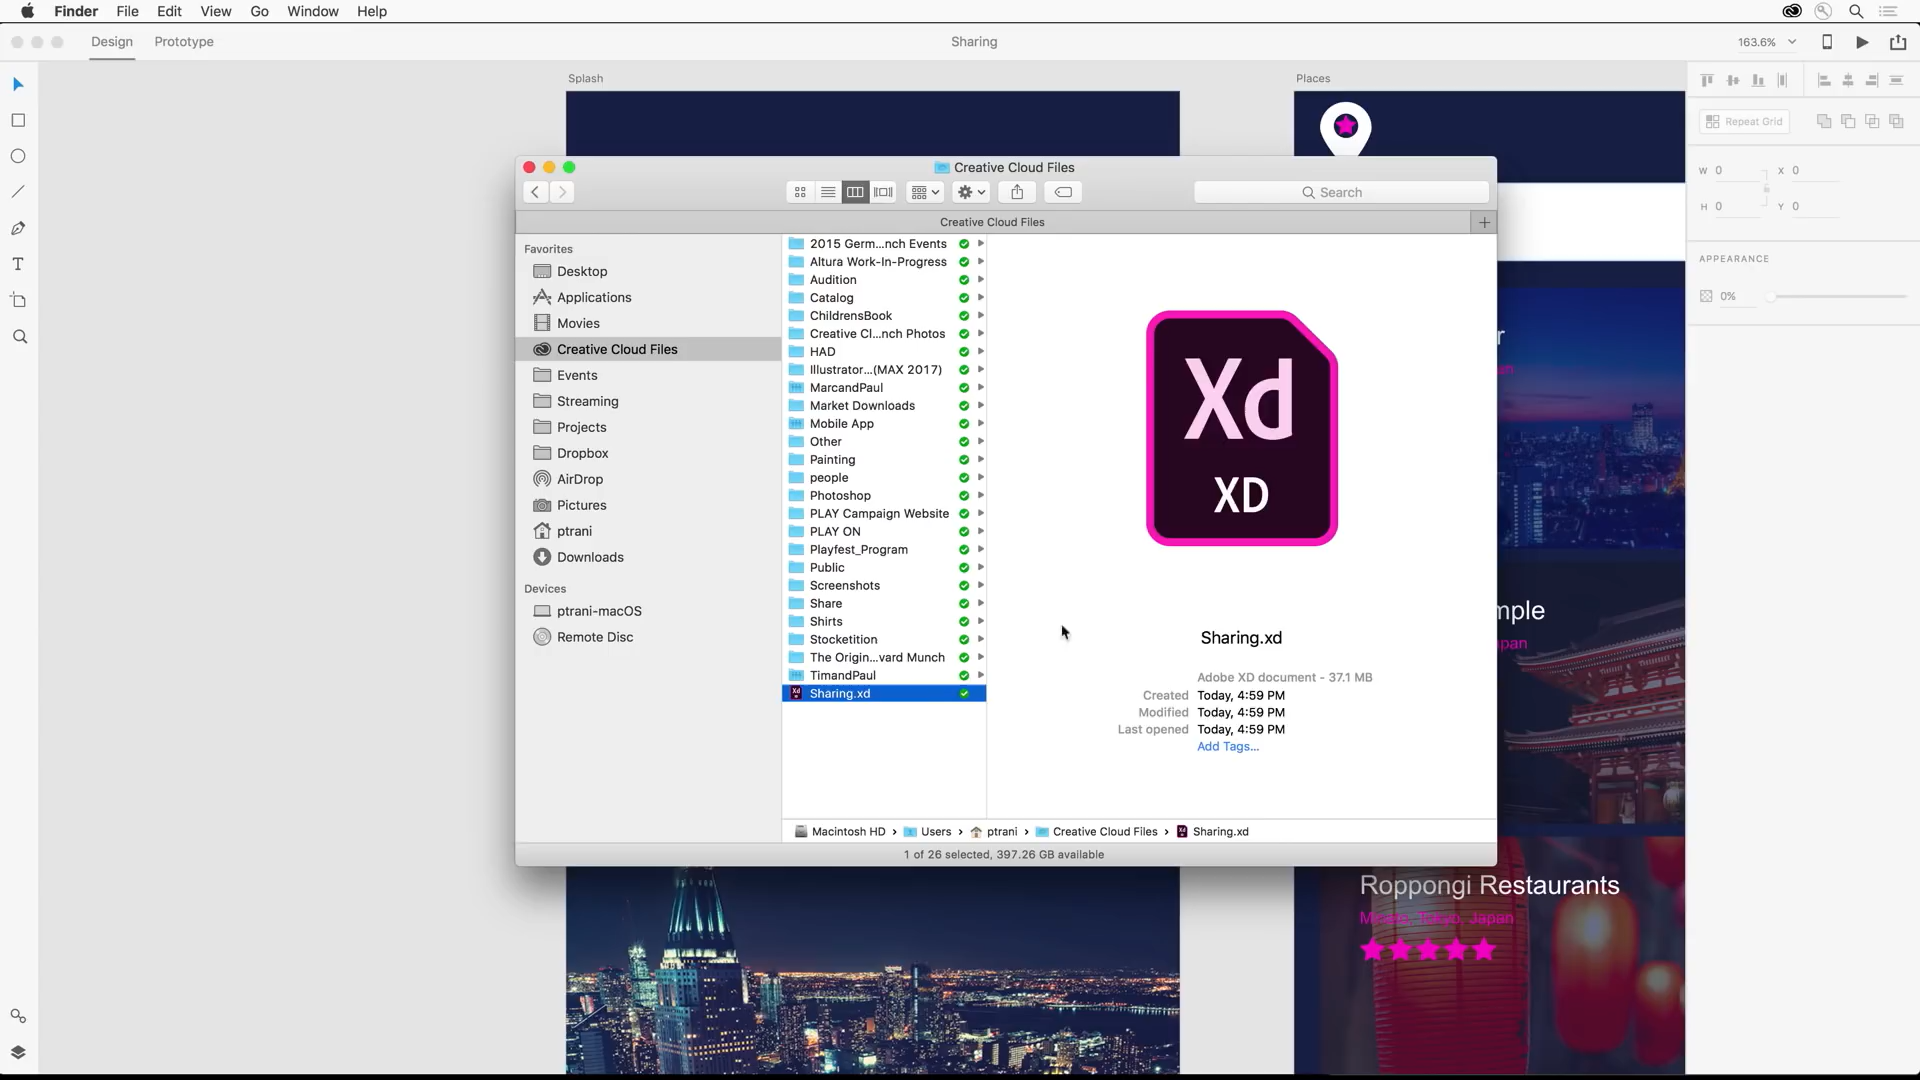 Finder File Edit View Go Window Help
Design Prototype Sharing 163.6%
Splash
Places
Repeat Grid
W 0 X 0
H 0 Y 0
APPEARANCE
0%
Creative Cloud Files
Search
Creative Cloud Files
Favorites
Desktop
Applications
Movies
Creative Cloud Files
Events
Streaming
Projects
Dropbox
AirDrop
Pictures
ptrani
Downloads
Devices
ptrani-macOS
Remote Disc
2015 Germ...nch Events
Altura Work-In-Progress
Audition
Catalog
ChildrensBook
Creative Cl...nch Photos
HAD
Illustrator...(MAX 2017)
MarcandPaul
Market Downloads
Mobile App
Other
Painting
people
Photoshop
PLAY Campaign Website
PLAY ON
Playfest_Program
Public
Screenshots
Share
Shirts
Stocketition
The Origin...vard Munch
TimandPaul
Sharing.xd
Xd
XD
Sharing.xd
Adobe XD document - 37.1 MB
Created Today, 4:59 PM
Modified Today, 4:59 PM
Last opened Today, 4:59 PM
Add Tags...
Macintosh HD › Users › ptrani › Creative Cloud Files › Sharing.xd
1 of 26 selected, 397.26 GB available
r
an
mple
pan
Roppongi Restaurants
Minato, Tokyo, Japan